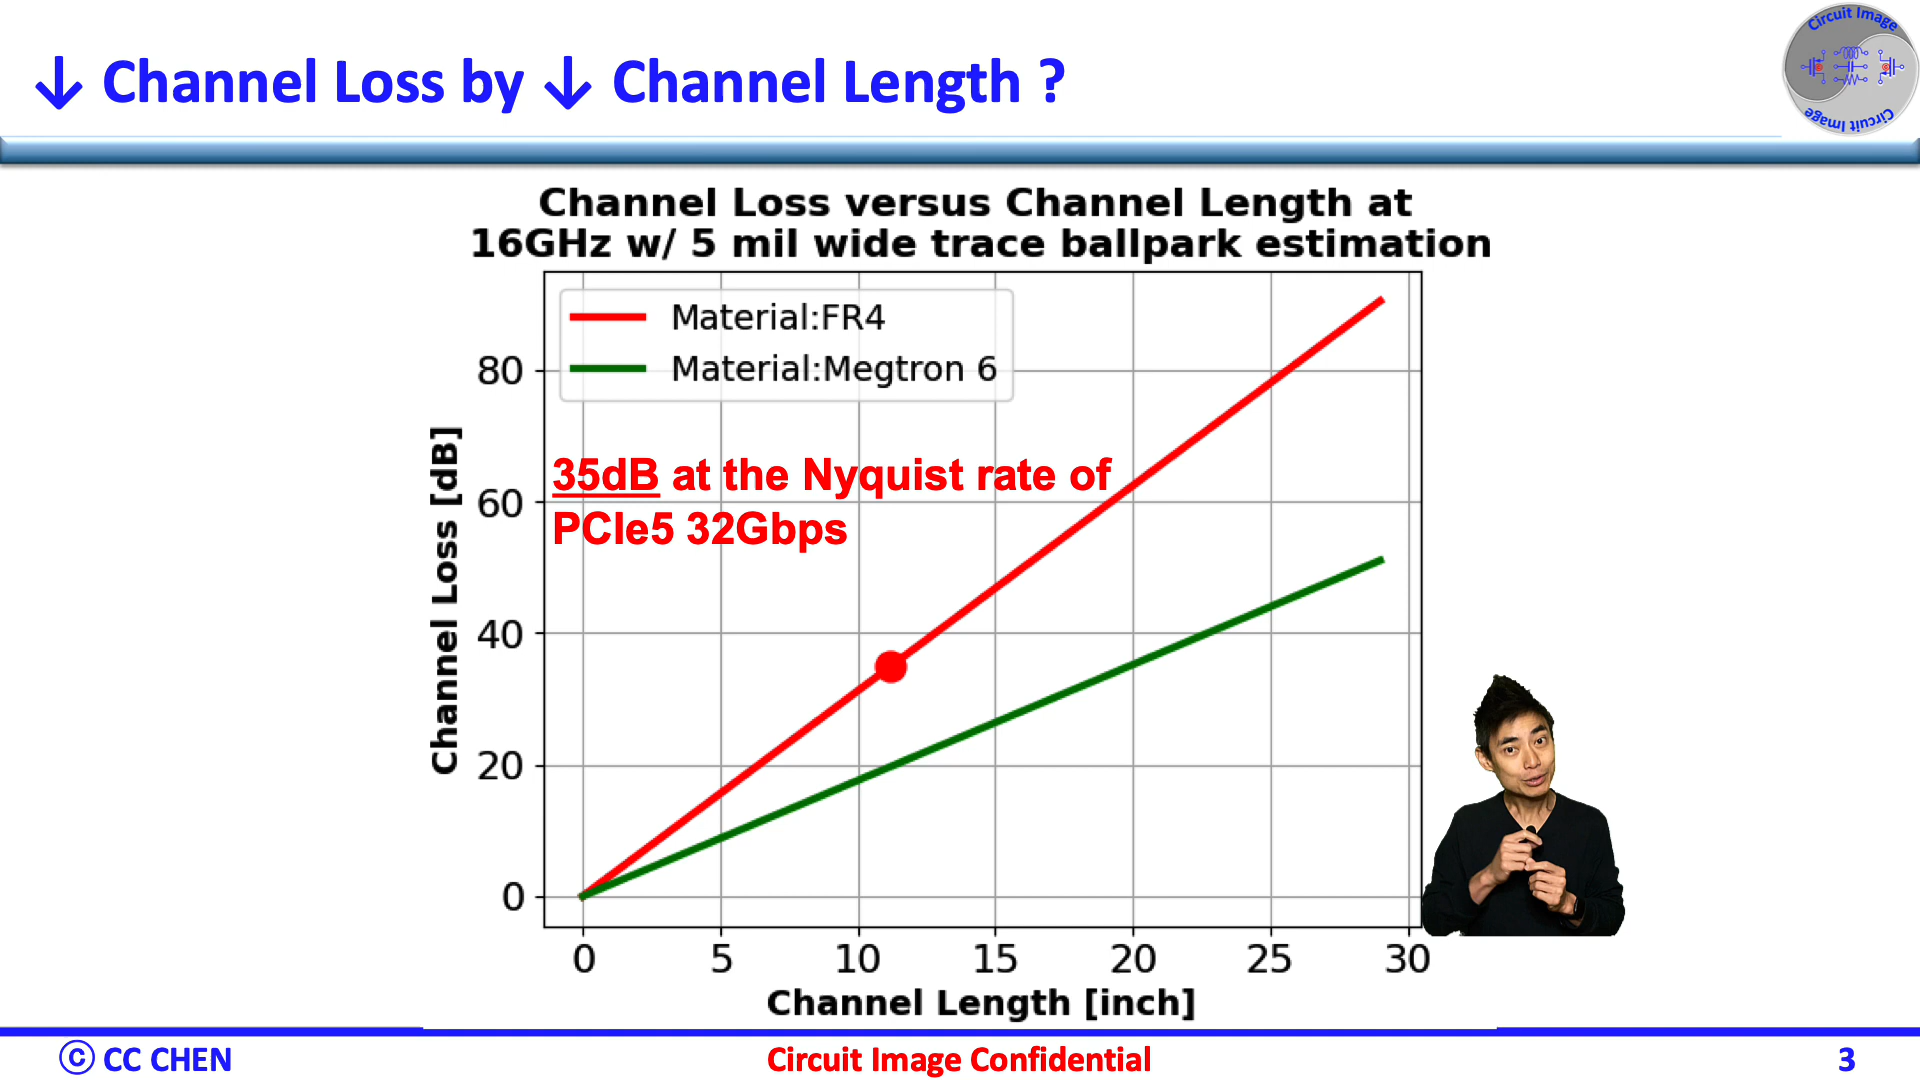 ↓ Channel Loss by ↓ Channel Length ?
Circuit Image
Circuit Image
Channel Loss versus Channel Length at
16GHz w/ 5 mil wide trace ballpark estimation
Material:FR4
Material:Megtron 6
35dB at the Nyquist rate of
PCIe5 32Gbps
Channel Loss [dB]
80
60
40
20
0
0 5 10 15 20 25 30
Channel Length [inch]
© CC CHEN
Circuit Image Confidential
3